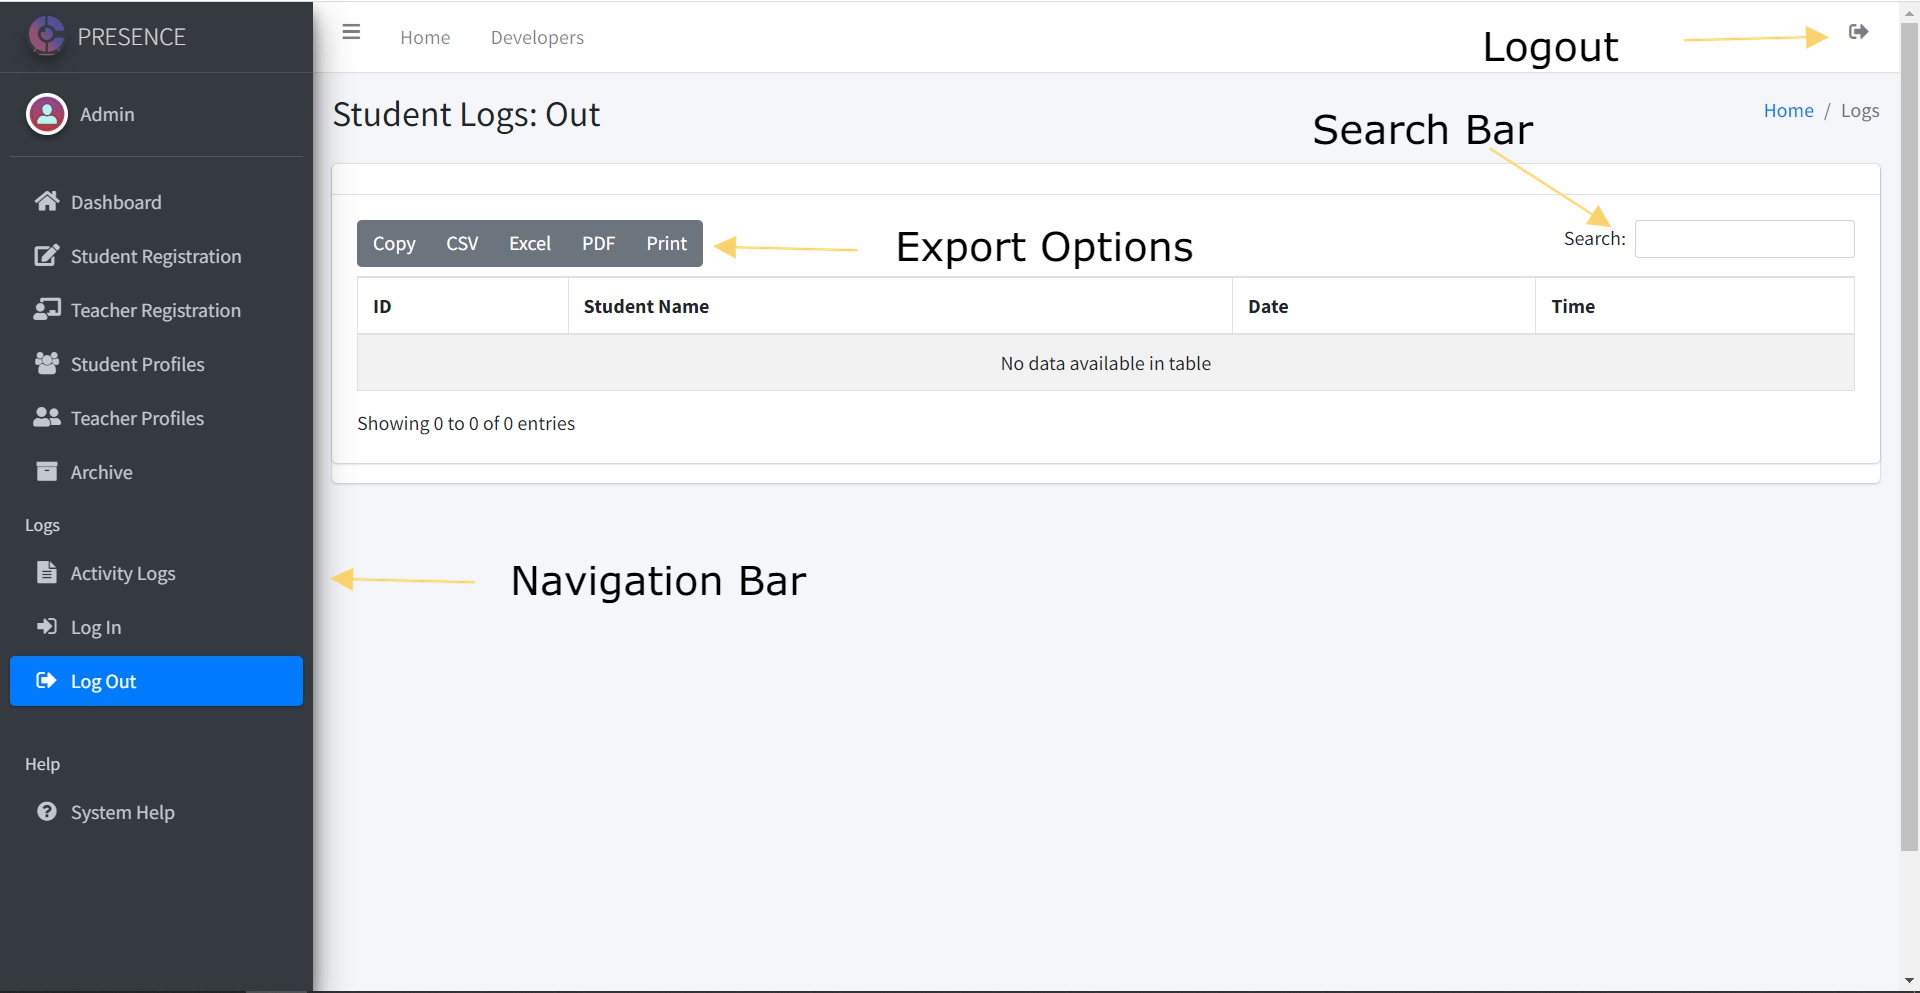 PRESENCE
Home
Developers
Logout
Admin
Student Logs: Out
Home / Logs
Search Bar
Dashboard
Student Registration
Teacher Registration
Student Profiles
Teacher Profiles
Archive
Logs
Activity Logs
Log In
Log Out
Help
System Help
Copy CSV Excel PDF Print
Export Options
Search:
ID Student Name Date Time
No data available in table
Showing 0 to 0 of 0 entries
Navigation Bar